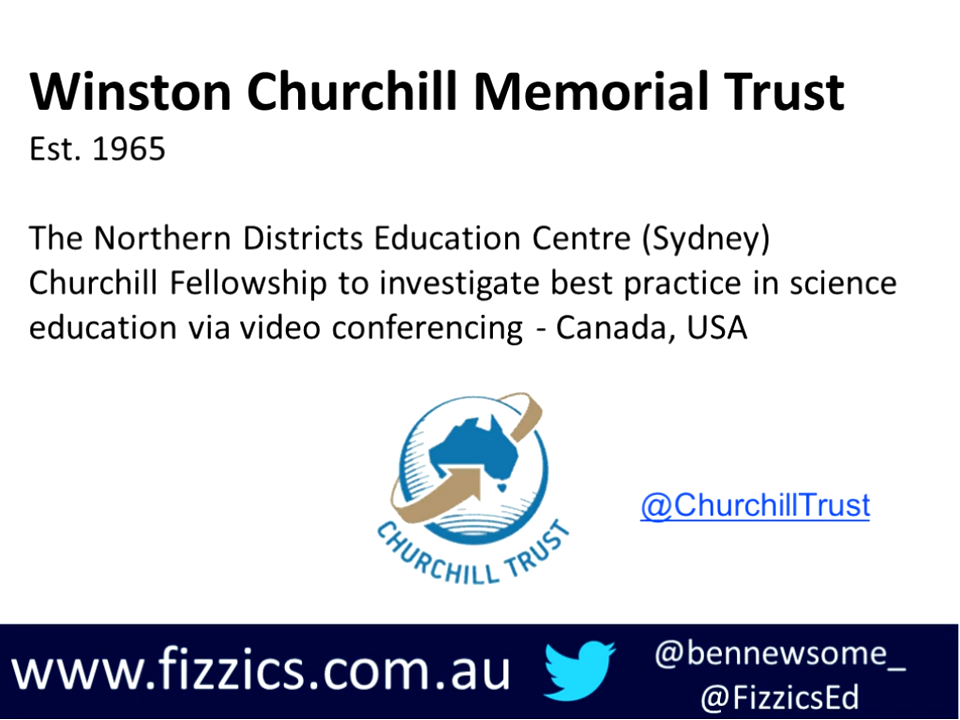 Winston Churchill Memorial Trust
Est. 1965
The Northern Districts Education Centre (Sydney)
Churchill Fellowship to investigate best practice in science
education via video conferencing - Canada, USA
CHURCHILL TRUST
@ChurchillTrust
www.fizzics.com.au
@bennewsome_
@FizzicsEd